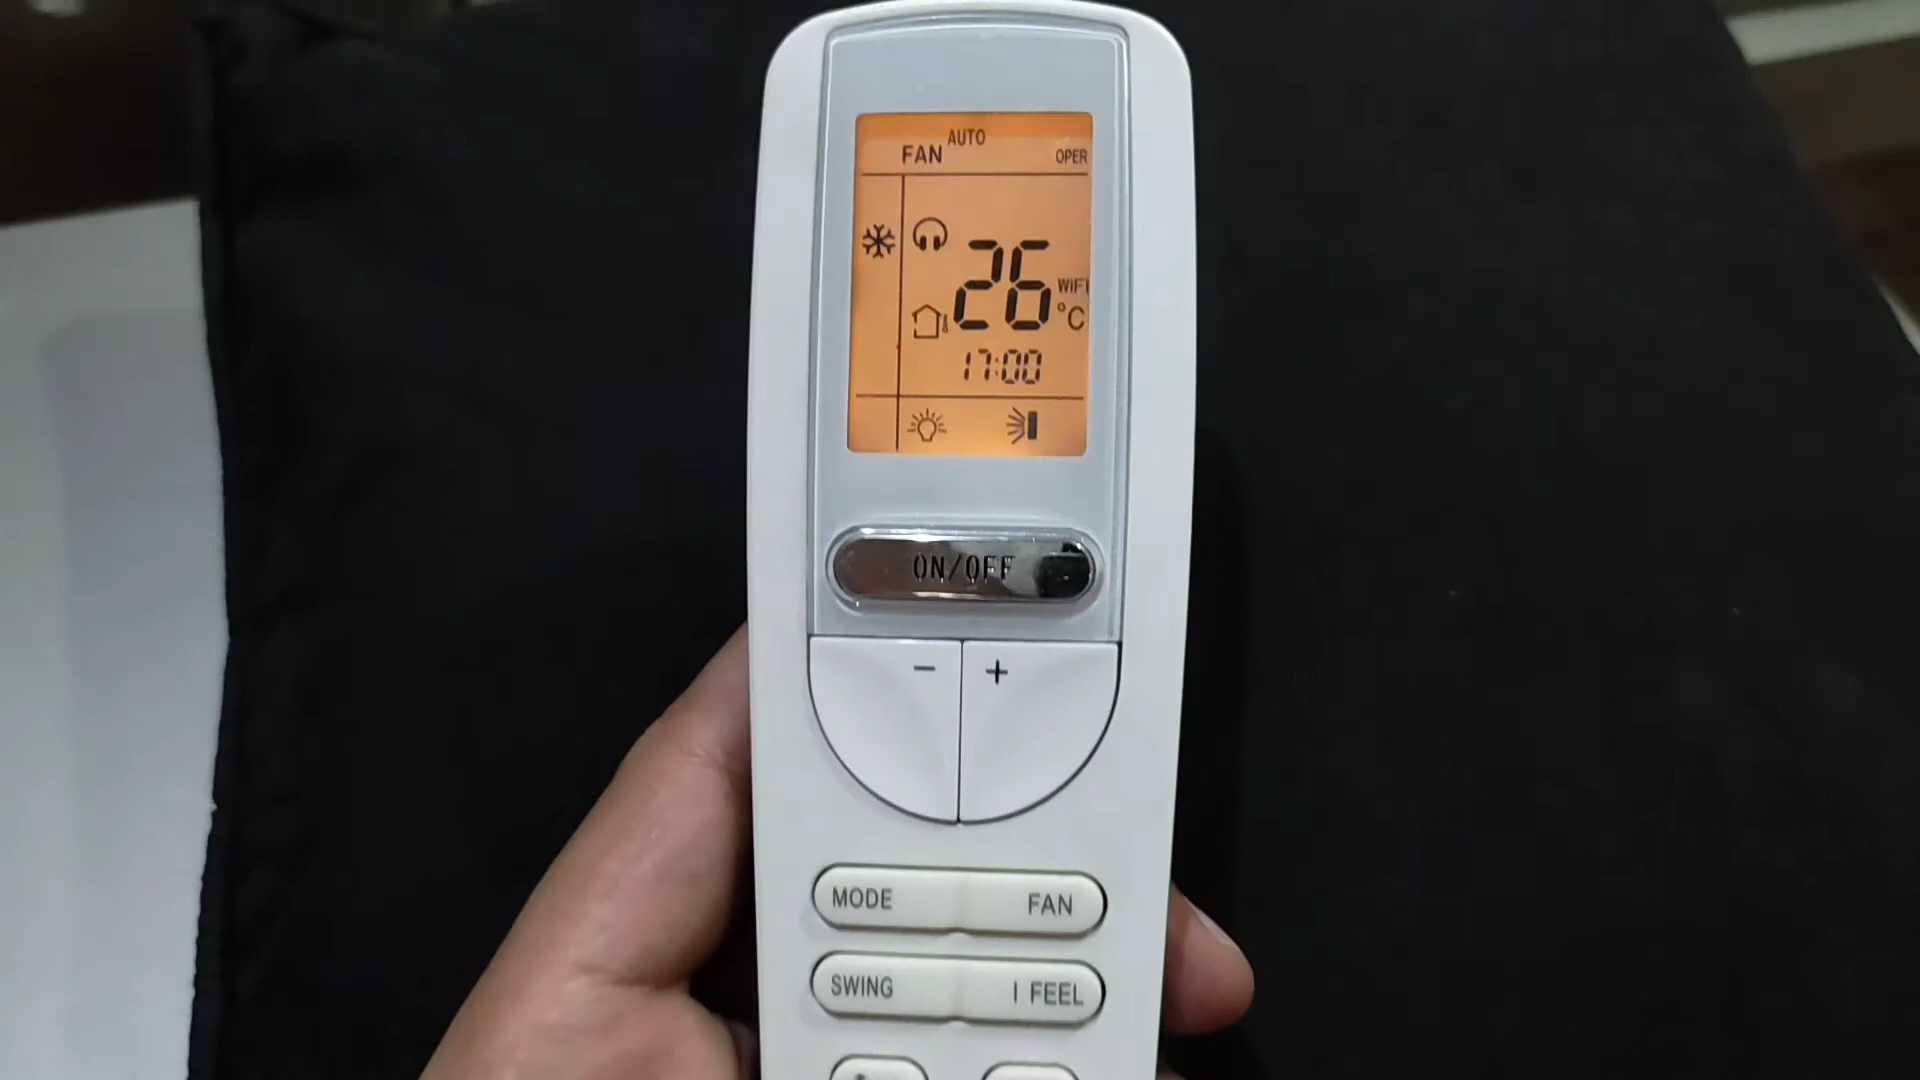 AUTO
FAN
OPER
26
WiFi
°C
17:00
ON/OFF
− +
MODE FAN
SWING I FEEL